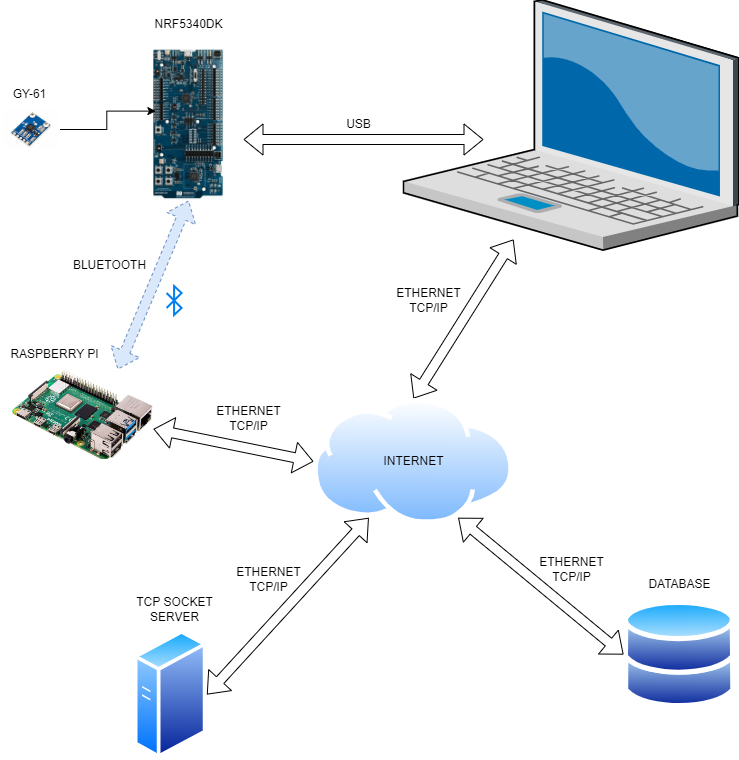 NRF5340DK
GY-61
USB
BLUETOOTH
ETHERNET
TCP/IP
RASPBERRY PI
ETHERNET
TCP/IP
INTERNET
ETHERNET
TCP/IP
ETHERNET
TCP/IP
DATABASE
TCP SOCKET
SERVER